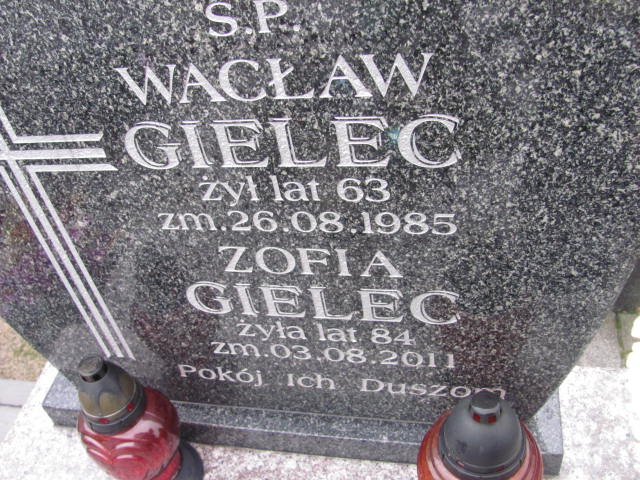 Ś.P.
WACŁAW
GIELEC
żył lat 63
zm.26.08.1985
ZOFIA
GIELEC
żyła lat 84
zm.03.08.2011
Pokój Ich Duszom